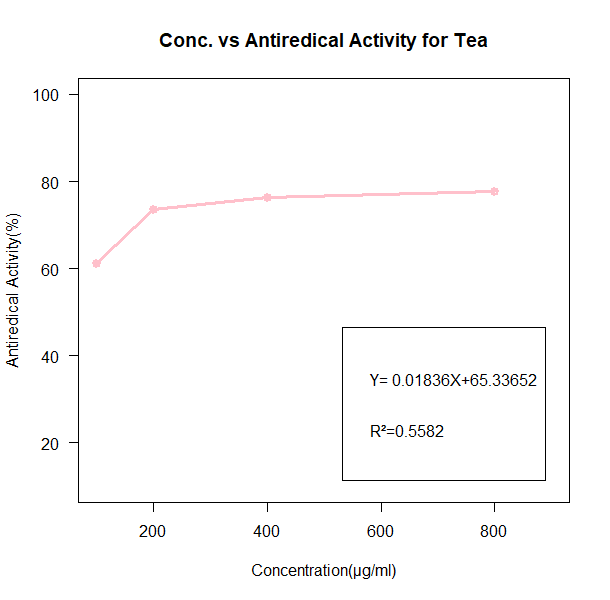 Conc. vs Antiredical Activity for Tea
Antiredical Activity(%)
100
80
60
40
20
Y= 0.01836X+65.33652
R²=0.5582
200 400 600 800
Concentration(µg/ml)